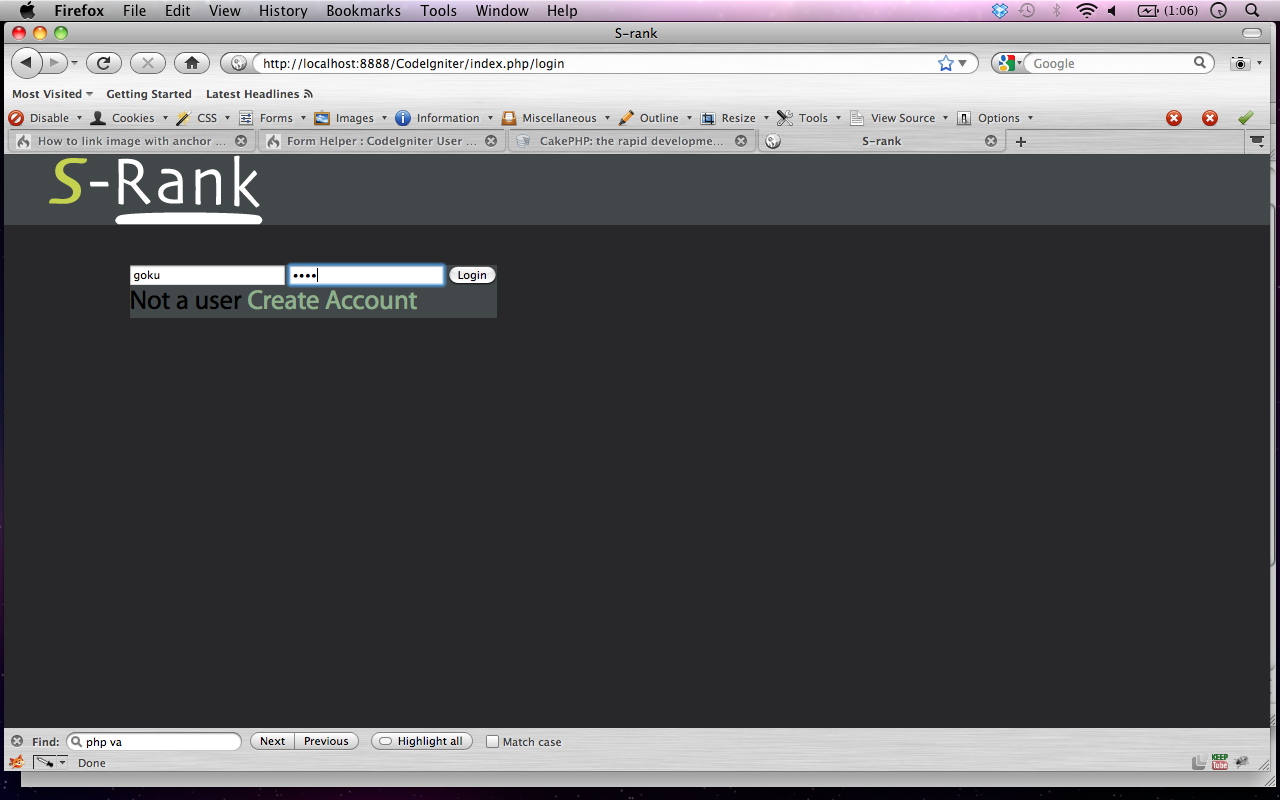 Firefox File Edit View History Bookmarks Tools Window Help (1:06)
S-rank
http://localhost:8888/CodeIgniter/index.php/login Google
Most Visited Getting Started Latest Headlines
Disable Cookies CSS Forms Images Information Miscellaneous Outline Resize Tools View Source Options
How to link image with anchor ... Form Helper : CodeIgniter User ... CakePHP: the rapid developme... S-rank
S-Rank
goku •••• Login
Not a user Create Account
Find: php va Next Previous Highlight all Match case
Done KEEP Tube